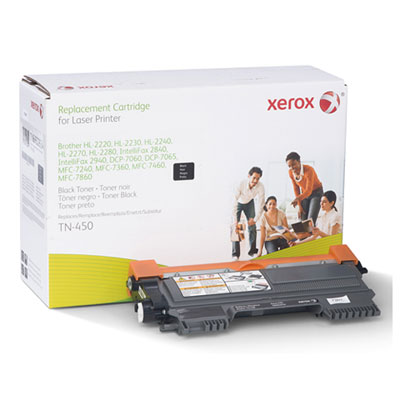 Replacement Cartridge
for Laser Printer
xerox
Brother HL-2220, HL-2230, HL-2240,
HL-2270, HL-2280, IntelliFax 2840,
IntelliFax 2940, DCP-7060, DCP-7065,
MFC-7240, MFC-7360, MFC-7460,
MFC-7860
Black Toner • Toner noir
Tóner negro • Toner Black
Toner preto
TN-450